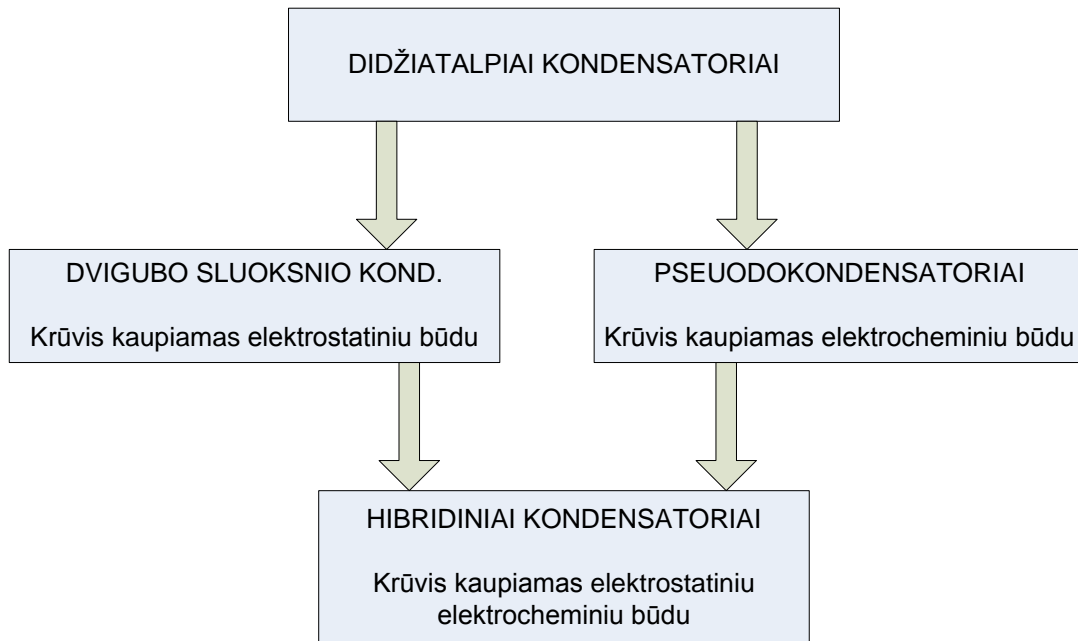 DIDŽIATALPIAI KONDENSATORIAI
DVIGUBO SLUOKSNIO KOND.
Krūvis kaupiamas elektrostatiniu būdu
PSEUODOKONDENSATORIAI
Krūvis kaupiamas elektrocheminiu būdu
HIBRIDINIAI KONDENSATORIAI
Krūvis kaupiamas elektrostatiniu
elektrocheminiu būdu